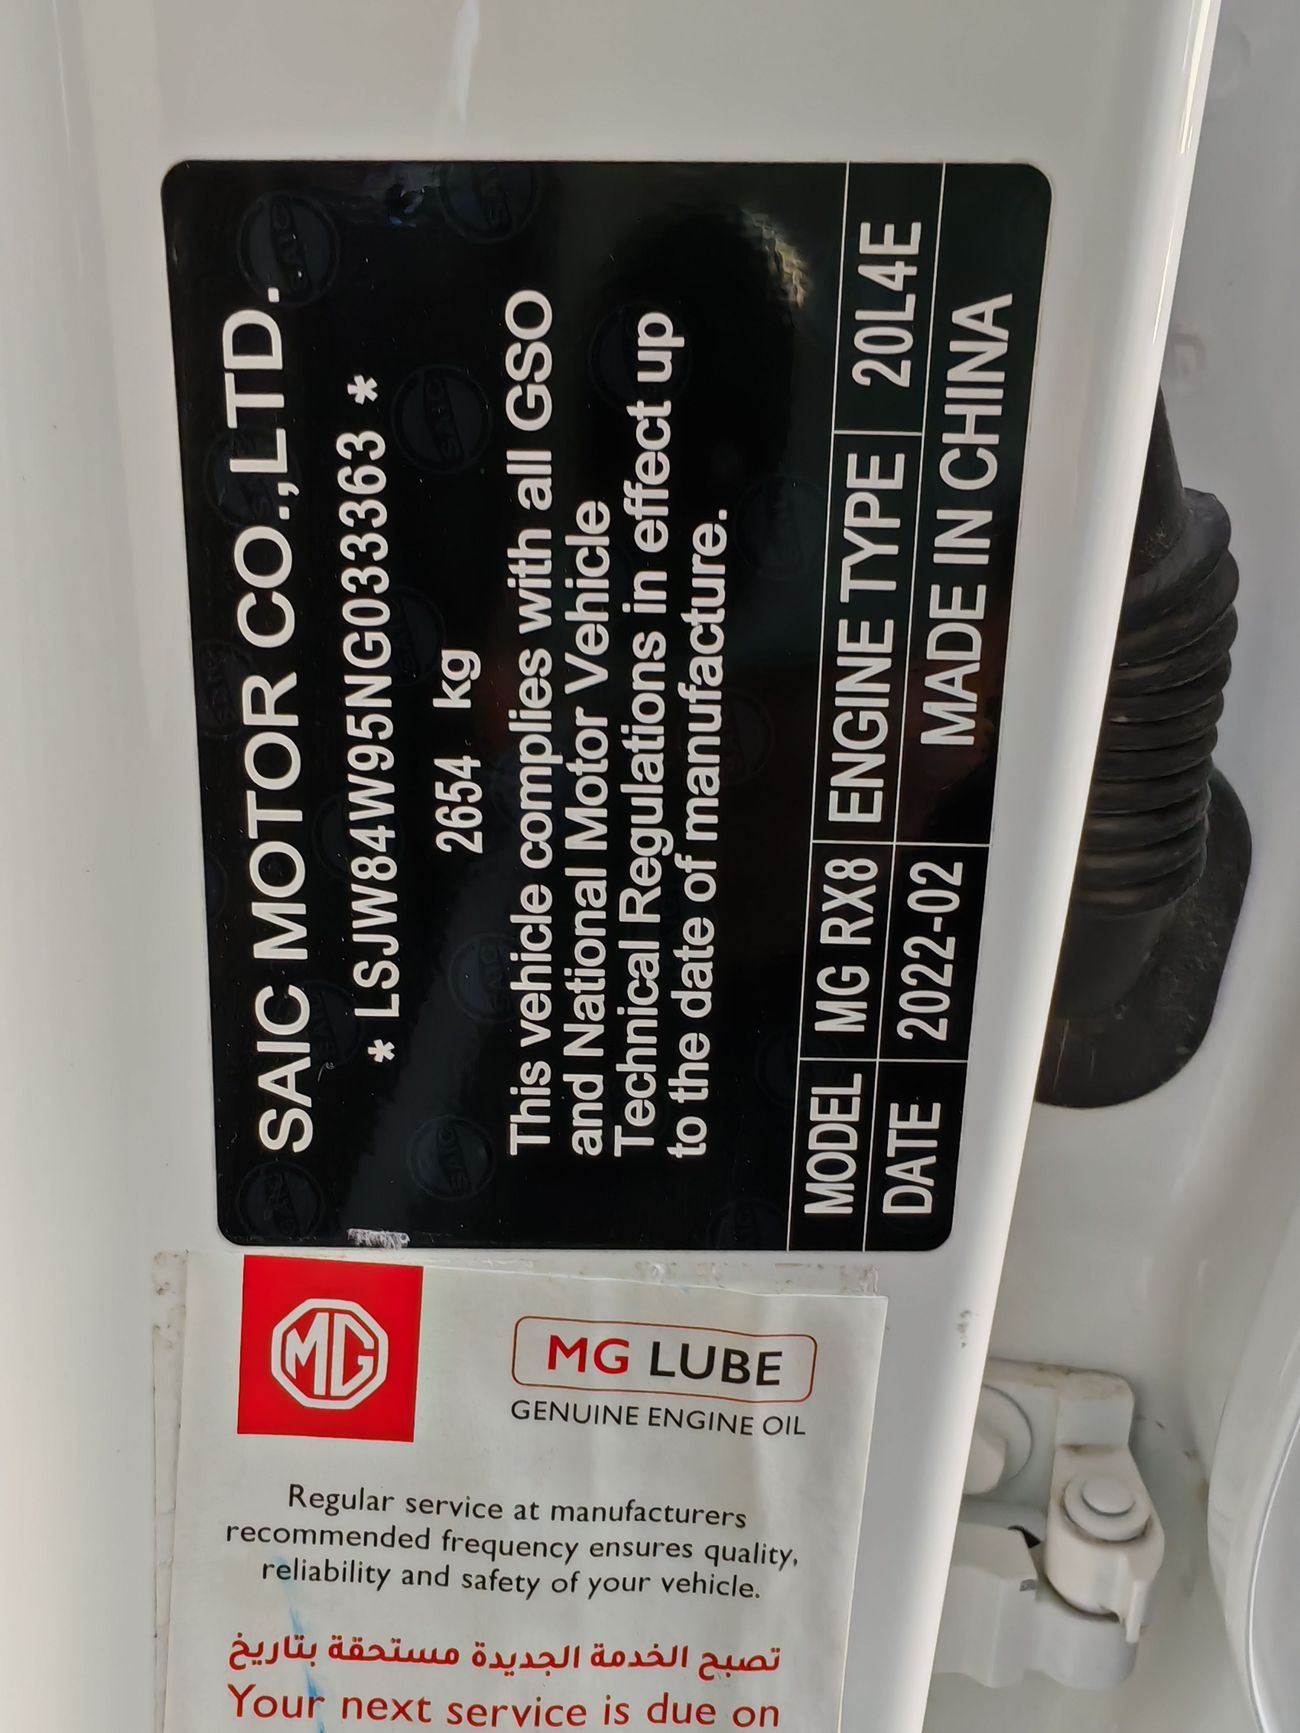 SAIC MOTOR CO.,LTD.
* LSJW84W95NG033363 *
2654 kg
This vehicle complies with all GSO
and National Motor Vehicle
Technical Regulations in effect up
to the date of manufacture.
MODEL MG RX8 ENGINE TYPE 20L4E
DATE 2022-02 MADE IN CHINA
MG
MG LUBE
GENUINE ENGINE OIL
Regular service at manufacturers
recommended frequency ensures quality,
reliability and safety of your vehicle.
تصبح الخدمة الجديدة مستحقة بتاريخ
Your next service is due on